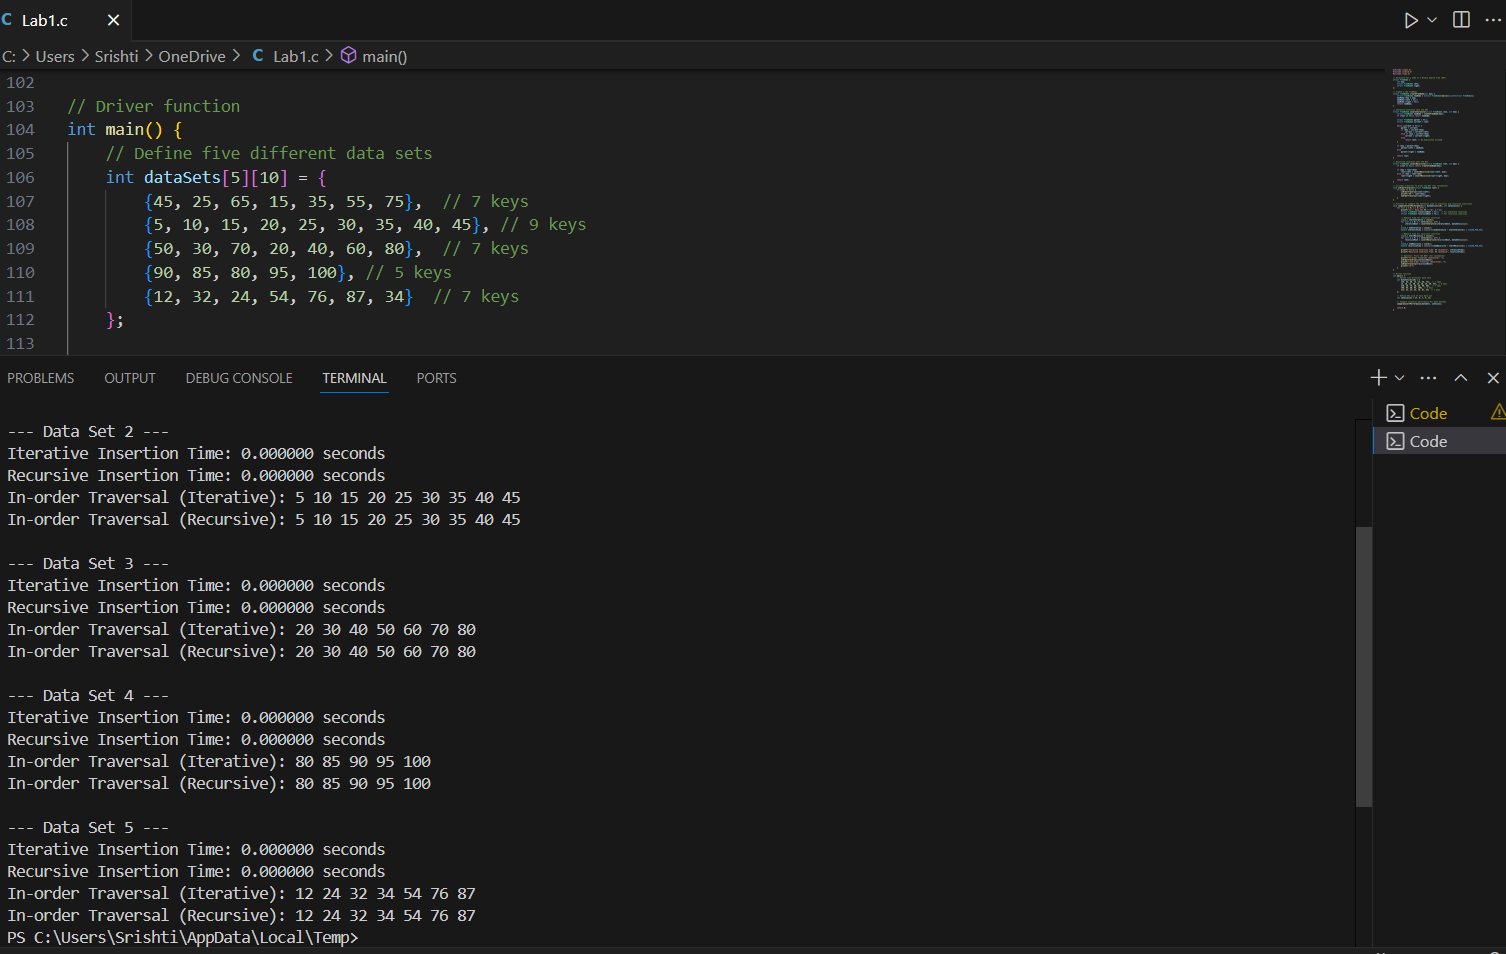 C Lab1.c ×
C: > Users > Srishti > OneDrive > C Lab1.c > main()
102
103 // Driver function
104 int main() {
105 // Define five different data sets
106 int dataSets[5][10] = {
107 {45, 25, 65, 15, 35, 55, 75}, // 7 keys
108 {5, 10, 15, 20, 25, 30, 35, 40, 45}, // 9 keys
109 {50, 30, 70, 20, 40, 60, 80}, // 7 keys
110 {90, 85, 80, 95, 100}, // 5 keys
111 {12, 32, 24, 54, 76, 87, 34} // 7 keys
112 };
113
PROBLEMS OUTPUT DEBUG CONSOLE TERMINAL PORTS
Code
Code
--- Data Set 2 ---
Iterative Insertion Time: 0.000000 seconds
Recursive Insertion Time: 0.000000 seconds
In-order Traversal (Iterative): 5 10 15 20 25 30 35 40 45
In-order Traversal (Recursive): 5 10 15 20 25 30 35 40 45
--- Data Set 3 ---
Iterative Insertion Time: 0.000000 seconds
Recursive Insertion Time: 0.000000 seconds
In-order Traversal (Iterative): 20 30 40 50 60 70 80
In-order Traversal (Recursive): 20 30 40 50 60 70 80
--- Data Set 4 ---
Iterative Insertion Time: 0.000000 seconds
Recursive Insertion Time: 0.000000 seconds
In-order Traversal (Iterative): 80 85 90 95 100
In-order Traversal (Recursive): 80 85 90 95 100
--- Data Set 5 ---
Iterative Insertion Time: 0.000000 seconds
Recursive Insertion Time: 0.000000 seconds
In-order Traversal (Iterative): 12 24 32 34 54 76 87
In-order Traversal (Recursive): 12 24 32 34 54 76 87
PS C:\Users\Srishti\AppData\Local\Temp>